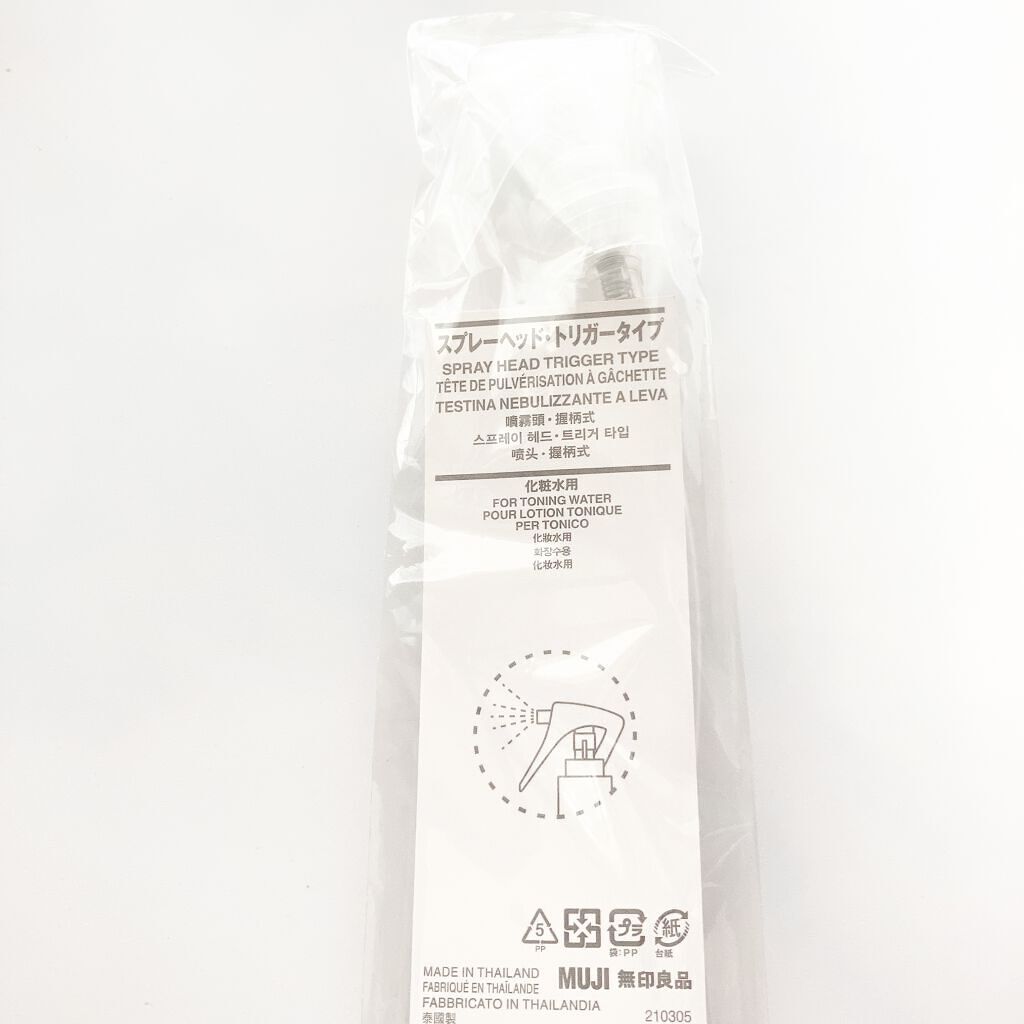 スプレーヘッド・トリガータイプ
SPRAY HEAD TRIGGER TYPE
TÊTE DE PULVÉRISATION À GÂCHETTE
TESTINA NEBULIZZANTE A LEVA
噴霧頭・握柄式
스프레이 헤드・트리거 타입
喷头・握柄式
化粧水用
FOR TONING WATER
POUR LOTION TONIQUE
PER TONICO
化妝水用
화장수용
化妆水用
5 プラ 紙
PP 袋:PP 台紙
MADE IN THAILAND
FABRIQUÉ EN THAÏLANDE
MUJI 無印良品
FABBRICATO IN THAILANDIA
泰國製 210305